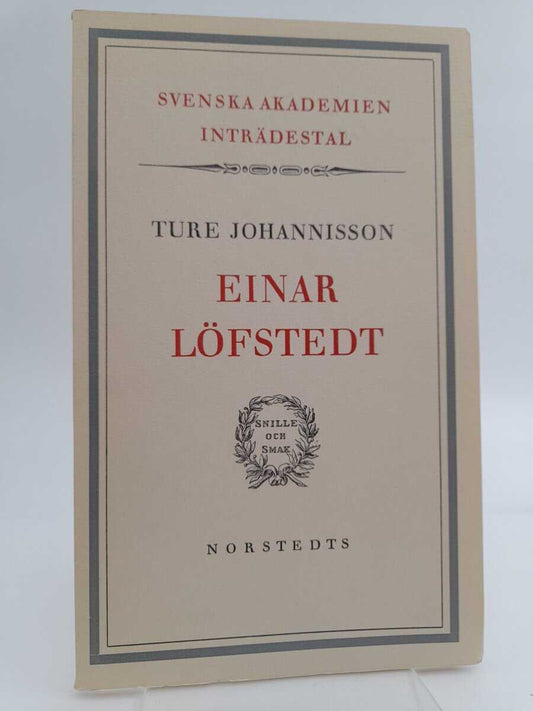 SVENSKA AKADEMIEN
INTRÄDESTAL
TURE JOHANNISSON
EINAR
LÖFSTEDT
SNILLE
OCH
SMAK
NORSTEDTS